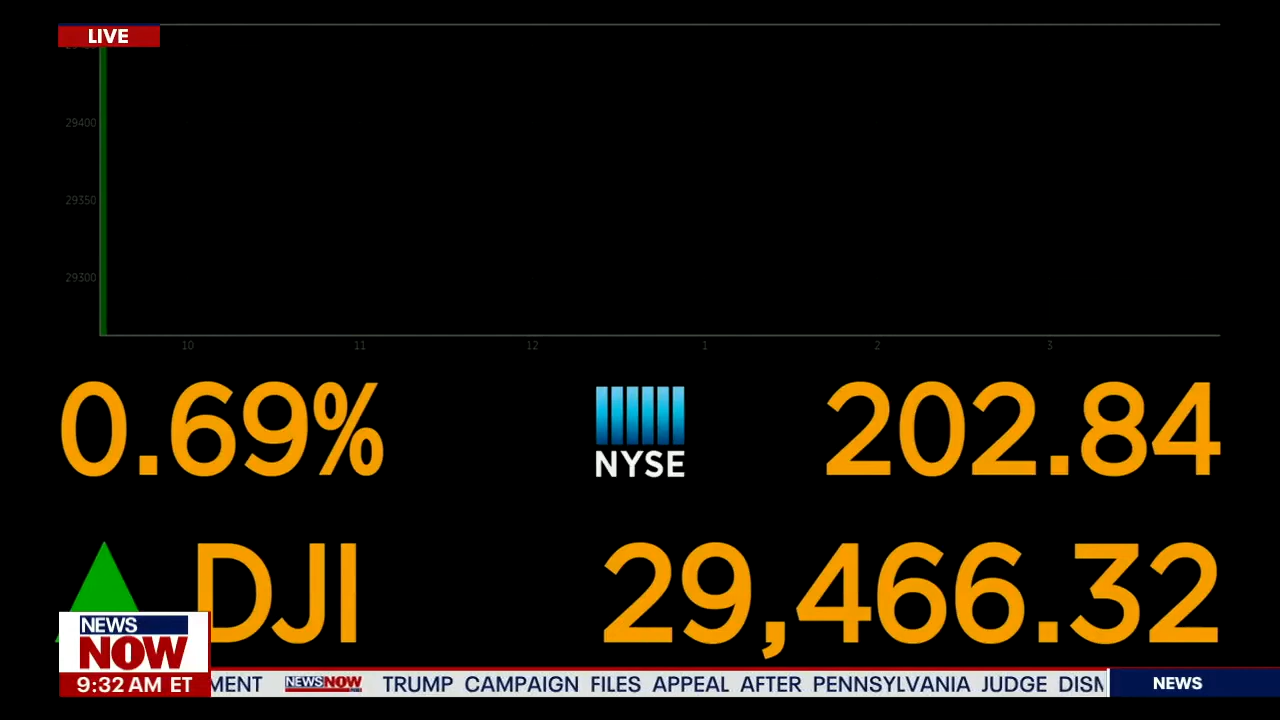 LIVE
29400
29350
29300
10 11 12 1 2 3
0.69% NYSE 202.84
DJI 29,466.32
NEWS
NOW
9:32 AM ET
MENT NEWSNOW TRUMP CAMPAIGN FILES APPEAL AFTER PENNSYLVANIA JUDGE DISM NEWS